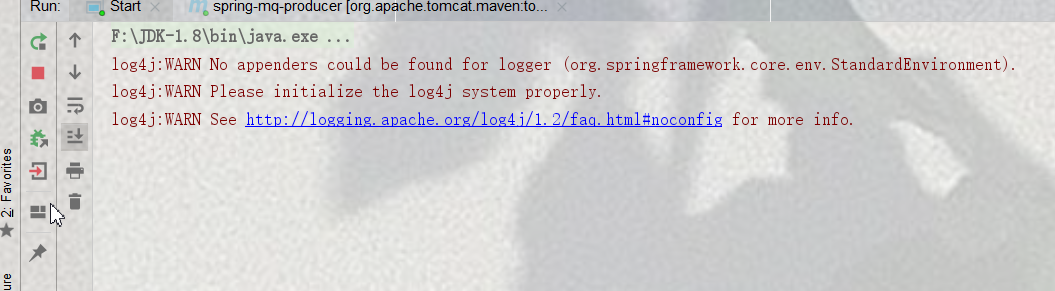 Run: Start spring-mq-producer [org.apache.tomcat.maven:to...
F:\JDK-1.8\bin\java.exe ...
log4j:WARN No appenders could be found for logger (org.springframework.core.env.StandardEnvironment).
log4j:WARN Please initialize the log4j system properly.
log4j:WARN See http://logging.apache.org/log4j/1.2/faq.html#noconfig for more info.
2: Favorites
ure